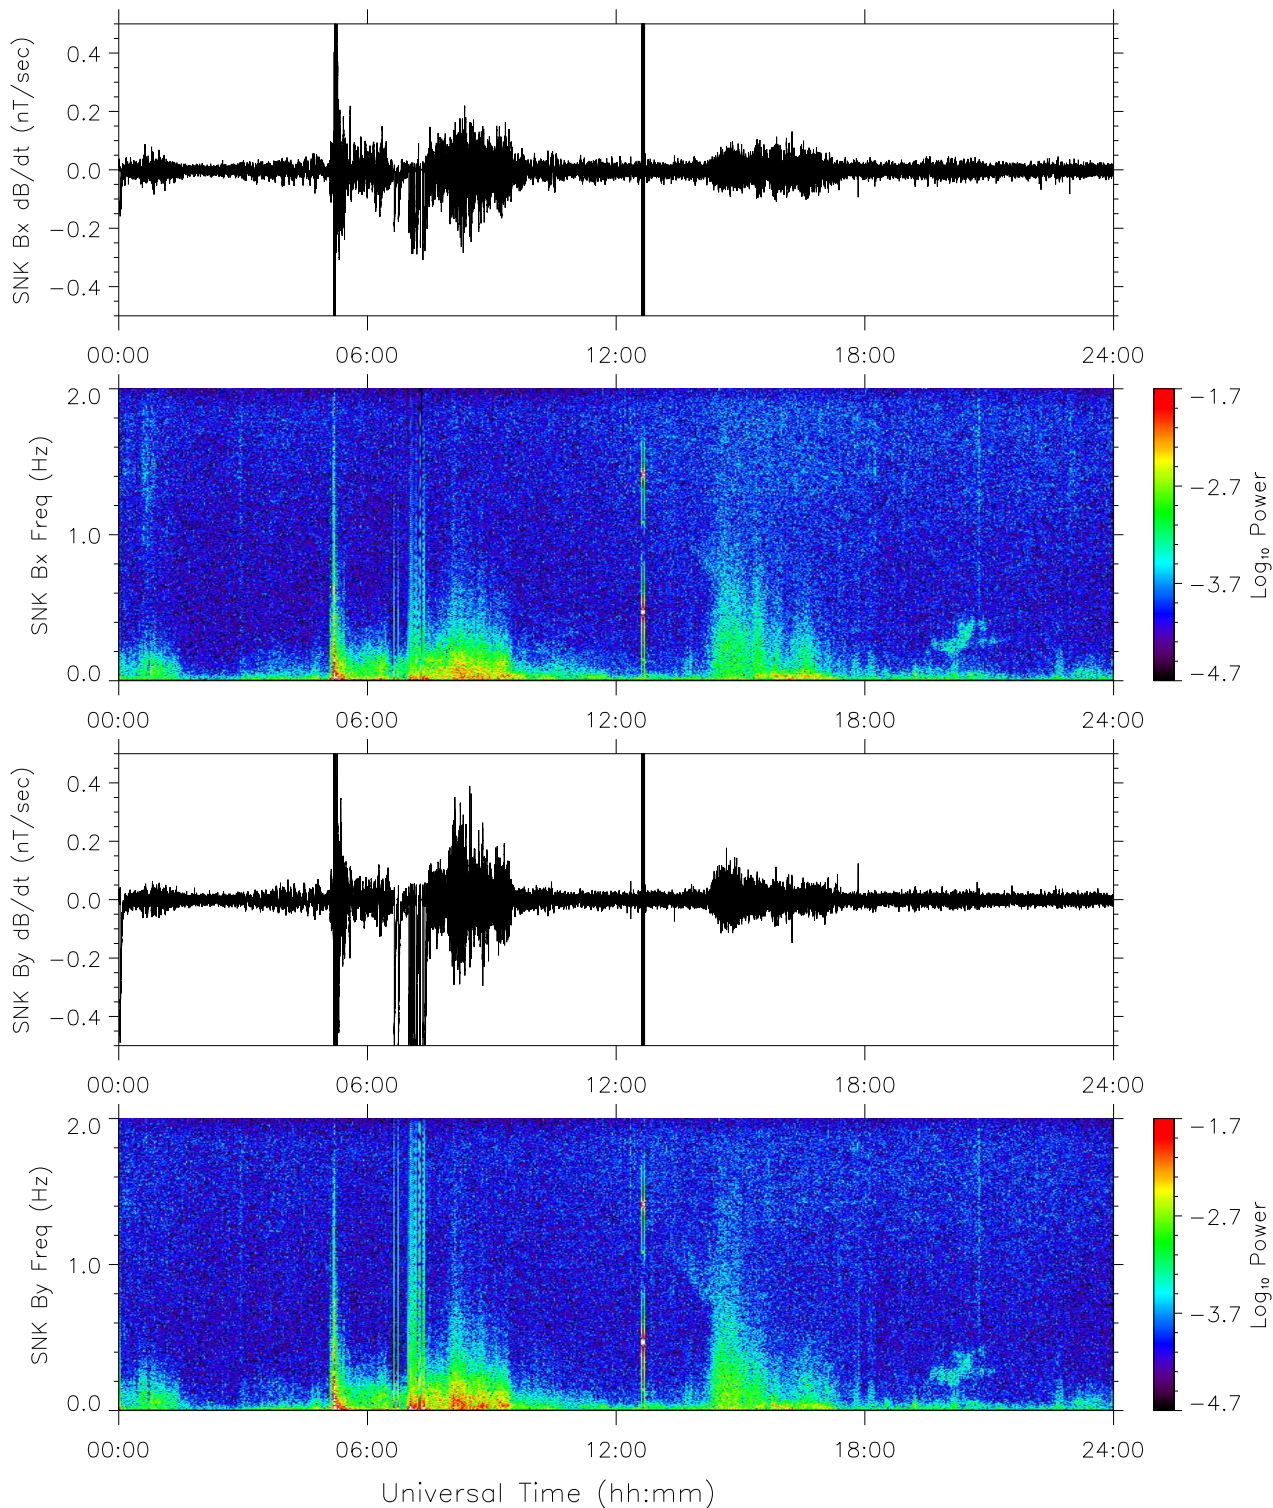 SNK Bx dB/dt (nT/sec)
0.4
0.2
0.0
−0.2
−0.4
00:00 06:00 12:00 18:00 24:00
SNK Bx Freq (Hz)
2.0
1.0
0.0
00:00 06:00 12:00 18:00 24:00
−1.7
−2.7
−3.7
−4.7
Log₁₀ Power
SNK By dB/dt (nT/sec)
0.4
0.2
0.0
−0.2
−0.4
00:00 06:00 12:00 18:00 24:00
SNK By Freq (Hz)
2.0
1.0
0.0
00:00 06:00 12:00 18:00 24:00
−1.7
−2.7
−3.7
−4.7
Log₁₀ Power
Universal Time (hh:mm)